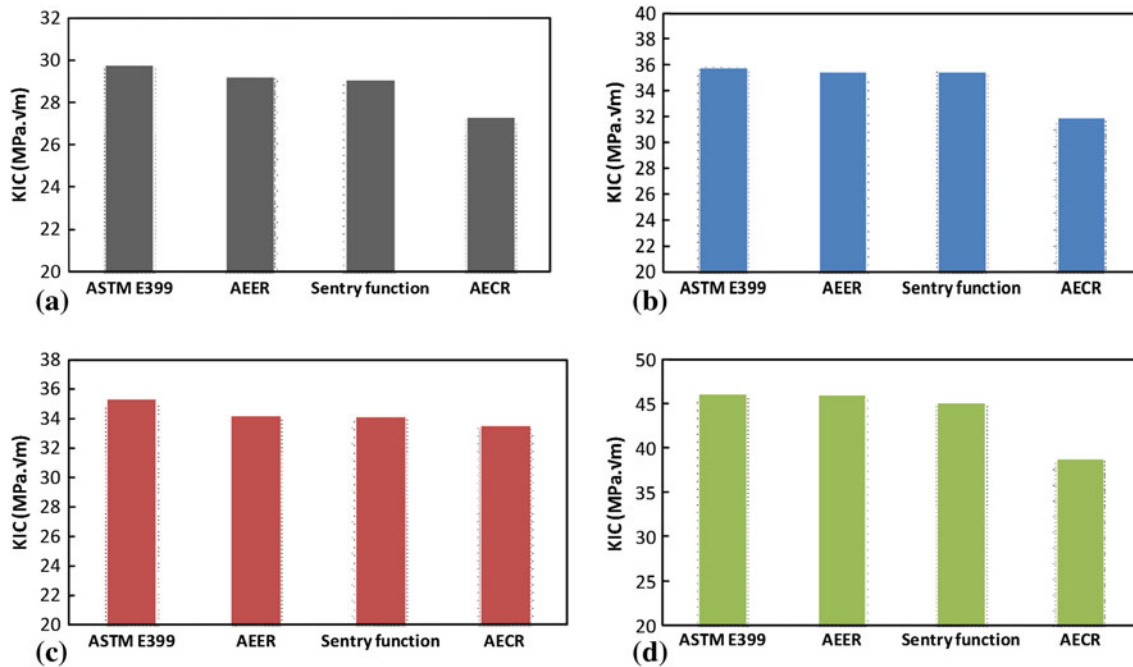 KIC (MPa.√m)
32
30
28
26
24
22
20
ASTM E399 AEER Sentry function AECR
(a)
KIC (MPa.√m)
40
38
36
34
32
30
28
26
24
22
20
ASTM E399 AEER Sentry function AECR
(b)
KIC (MPa.√m)
38
36
34
32
30
28
26
24
22
20
ASTM E399 AEER Sentry function AECR
(c)
KIC (MPa.√m)
50
45
40
35
30
25
20
ASTM E399 AEER Sentry function AECR
(d)